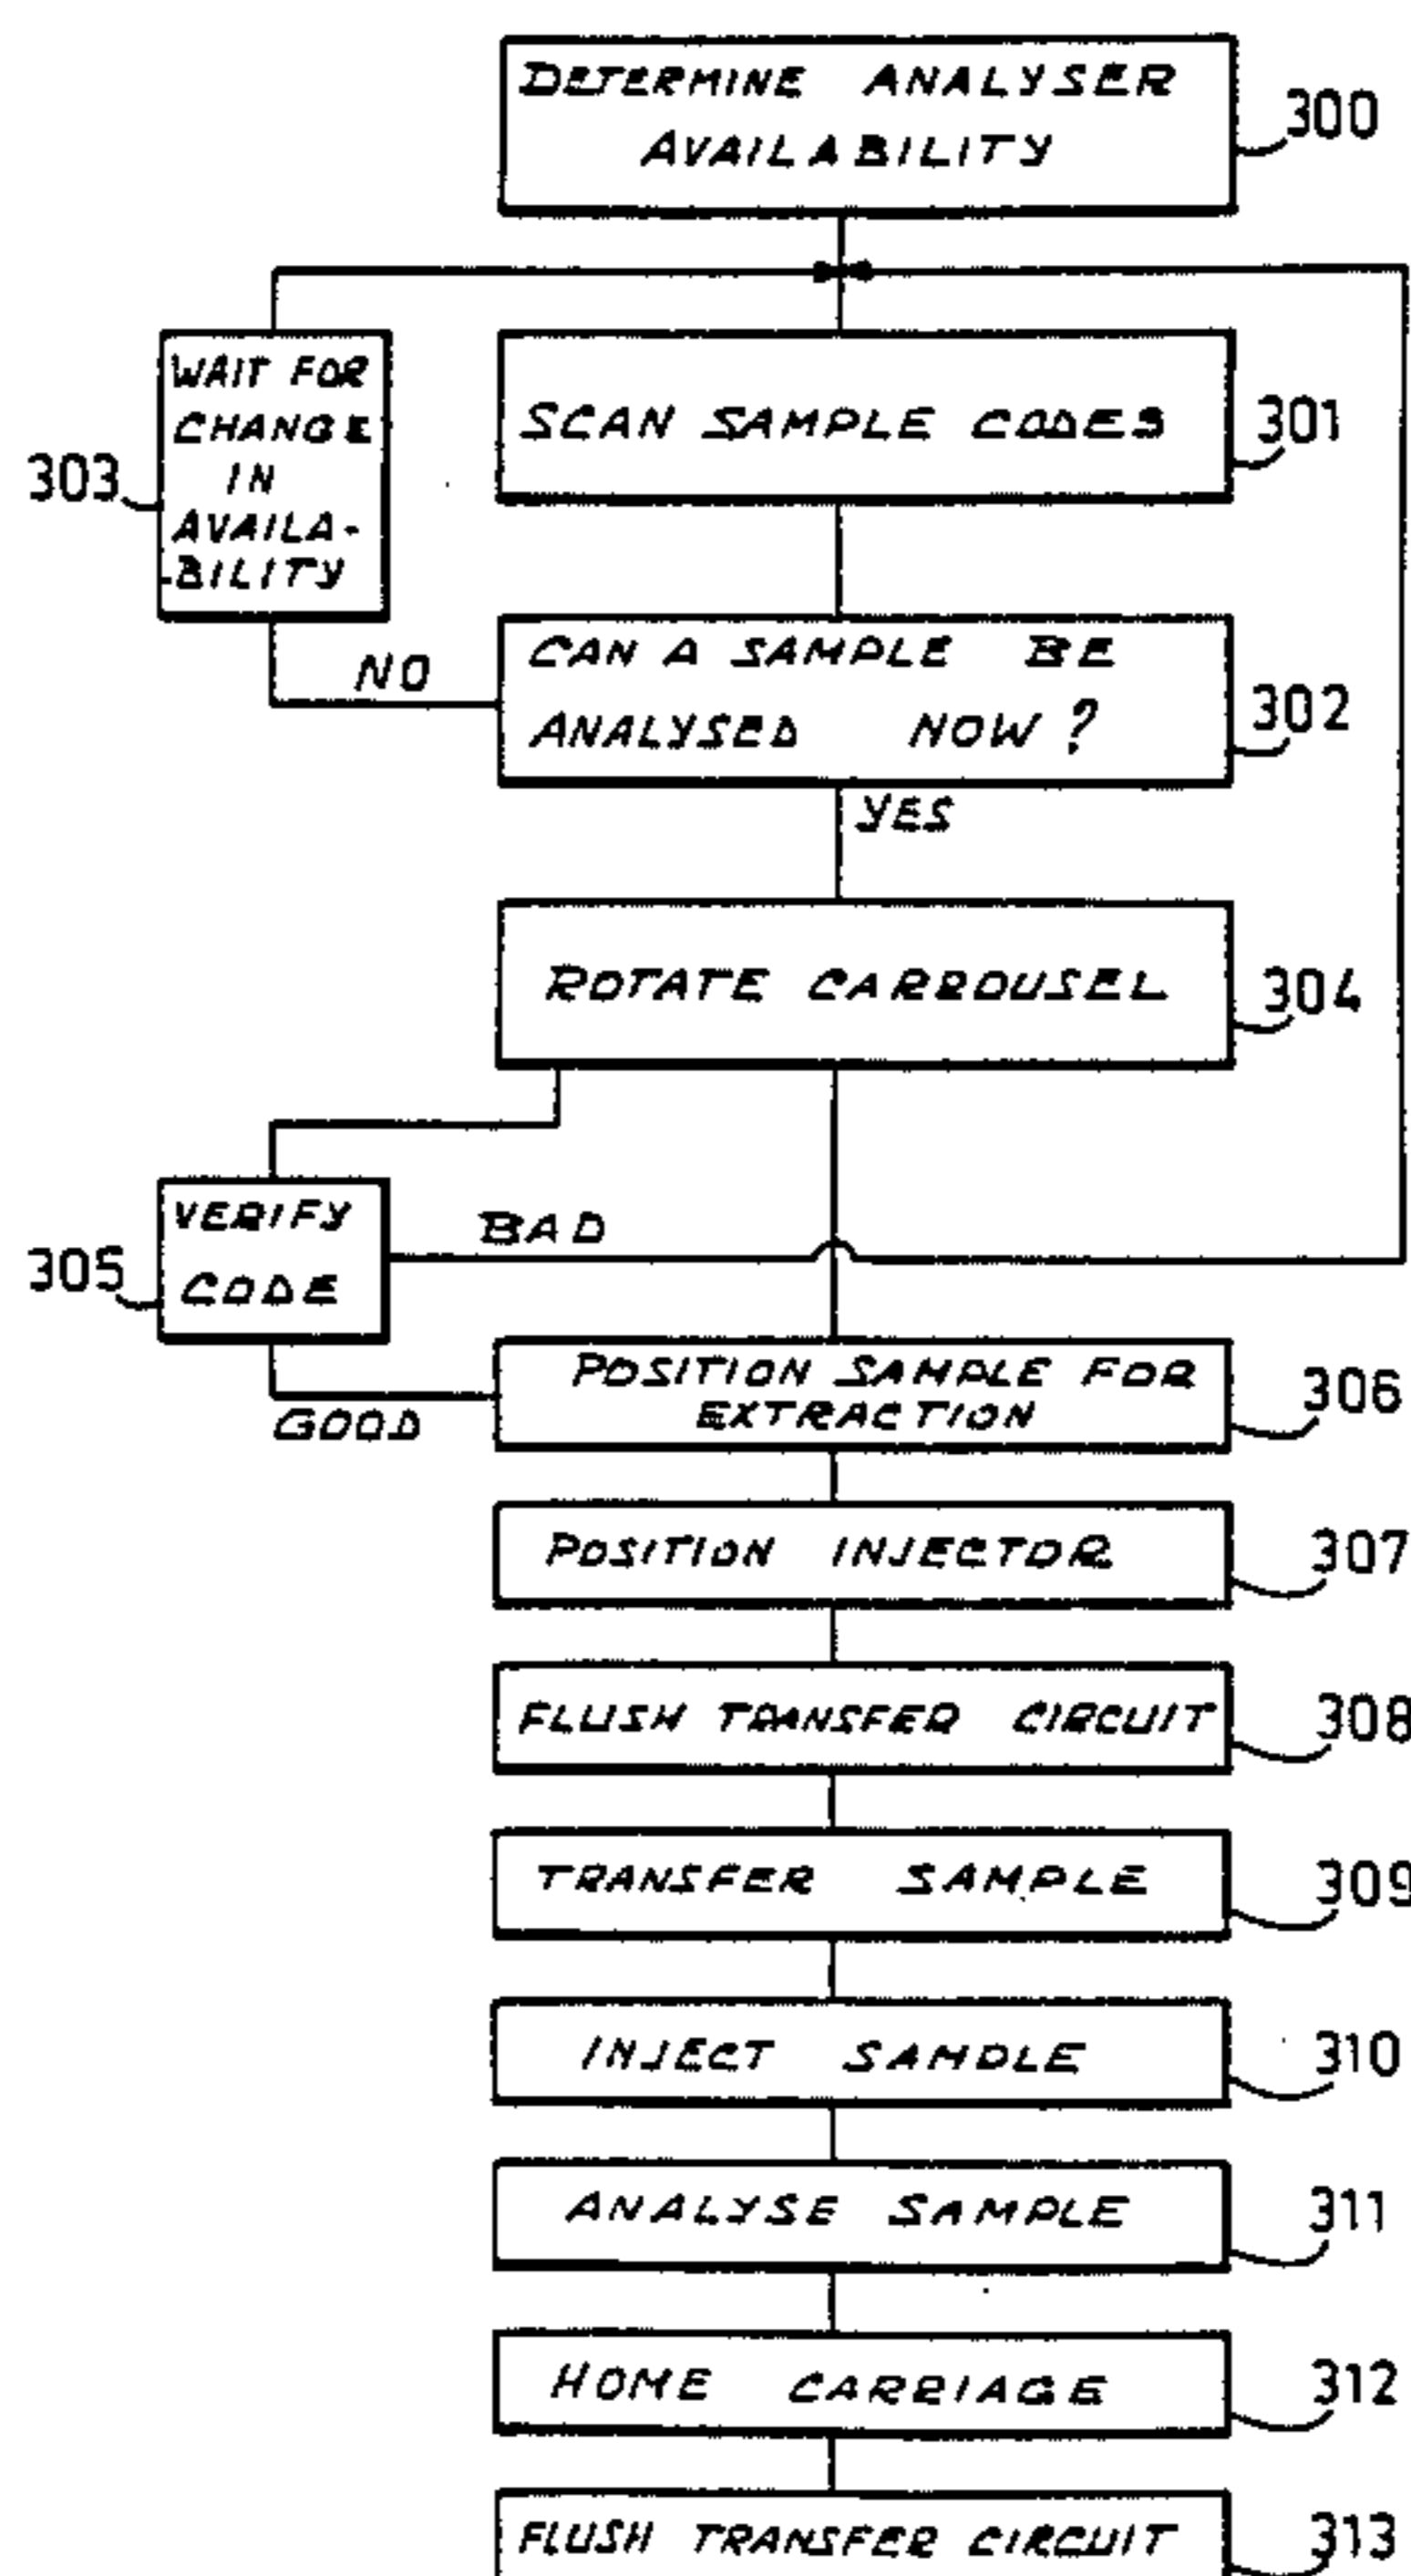 DETERMINE ANALYSER
AVAILABILITY
300
WAIT FOR
CHANGE
IN
AVAILA-
-BILITY
303
SCAN SAMPLE CODES
301
NO
CAN A SAMPLE BE
ANALYSED NOW?
302
YES
ROTATE CARROUSEL
304
VERIFY
CODE
305
BAD
GOOD
POSITION SAMPLE FOR
EXTRACTION
306
POSITION INJECTOR
307
FLUSH TRANSFER CIRCUIT
308
TRANSFER SAMPLE
309
INJECT SAMPLE
310
ANALYSE SAMPLE
311
HOME CARRIAGE
312
FLUSH TRANSFER CIRCUIT
313